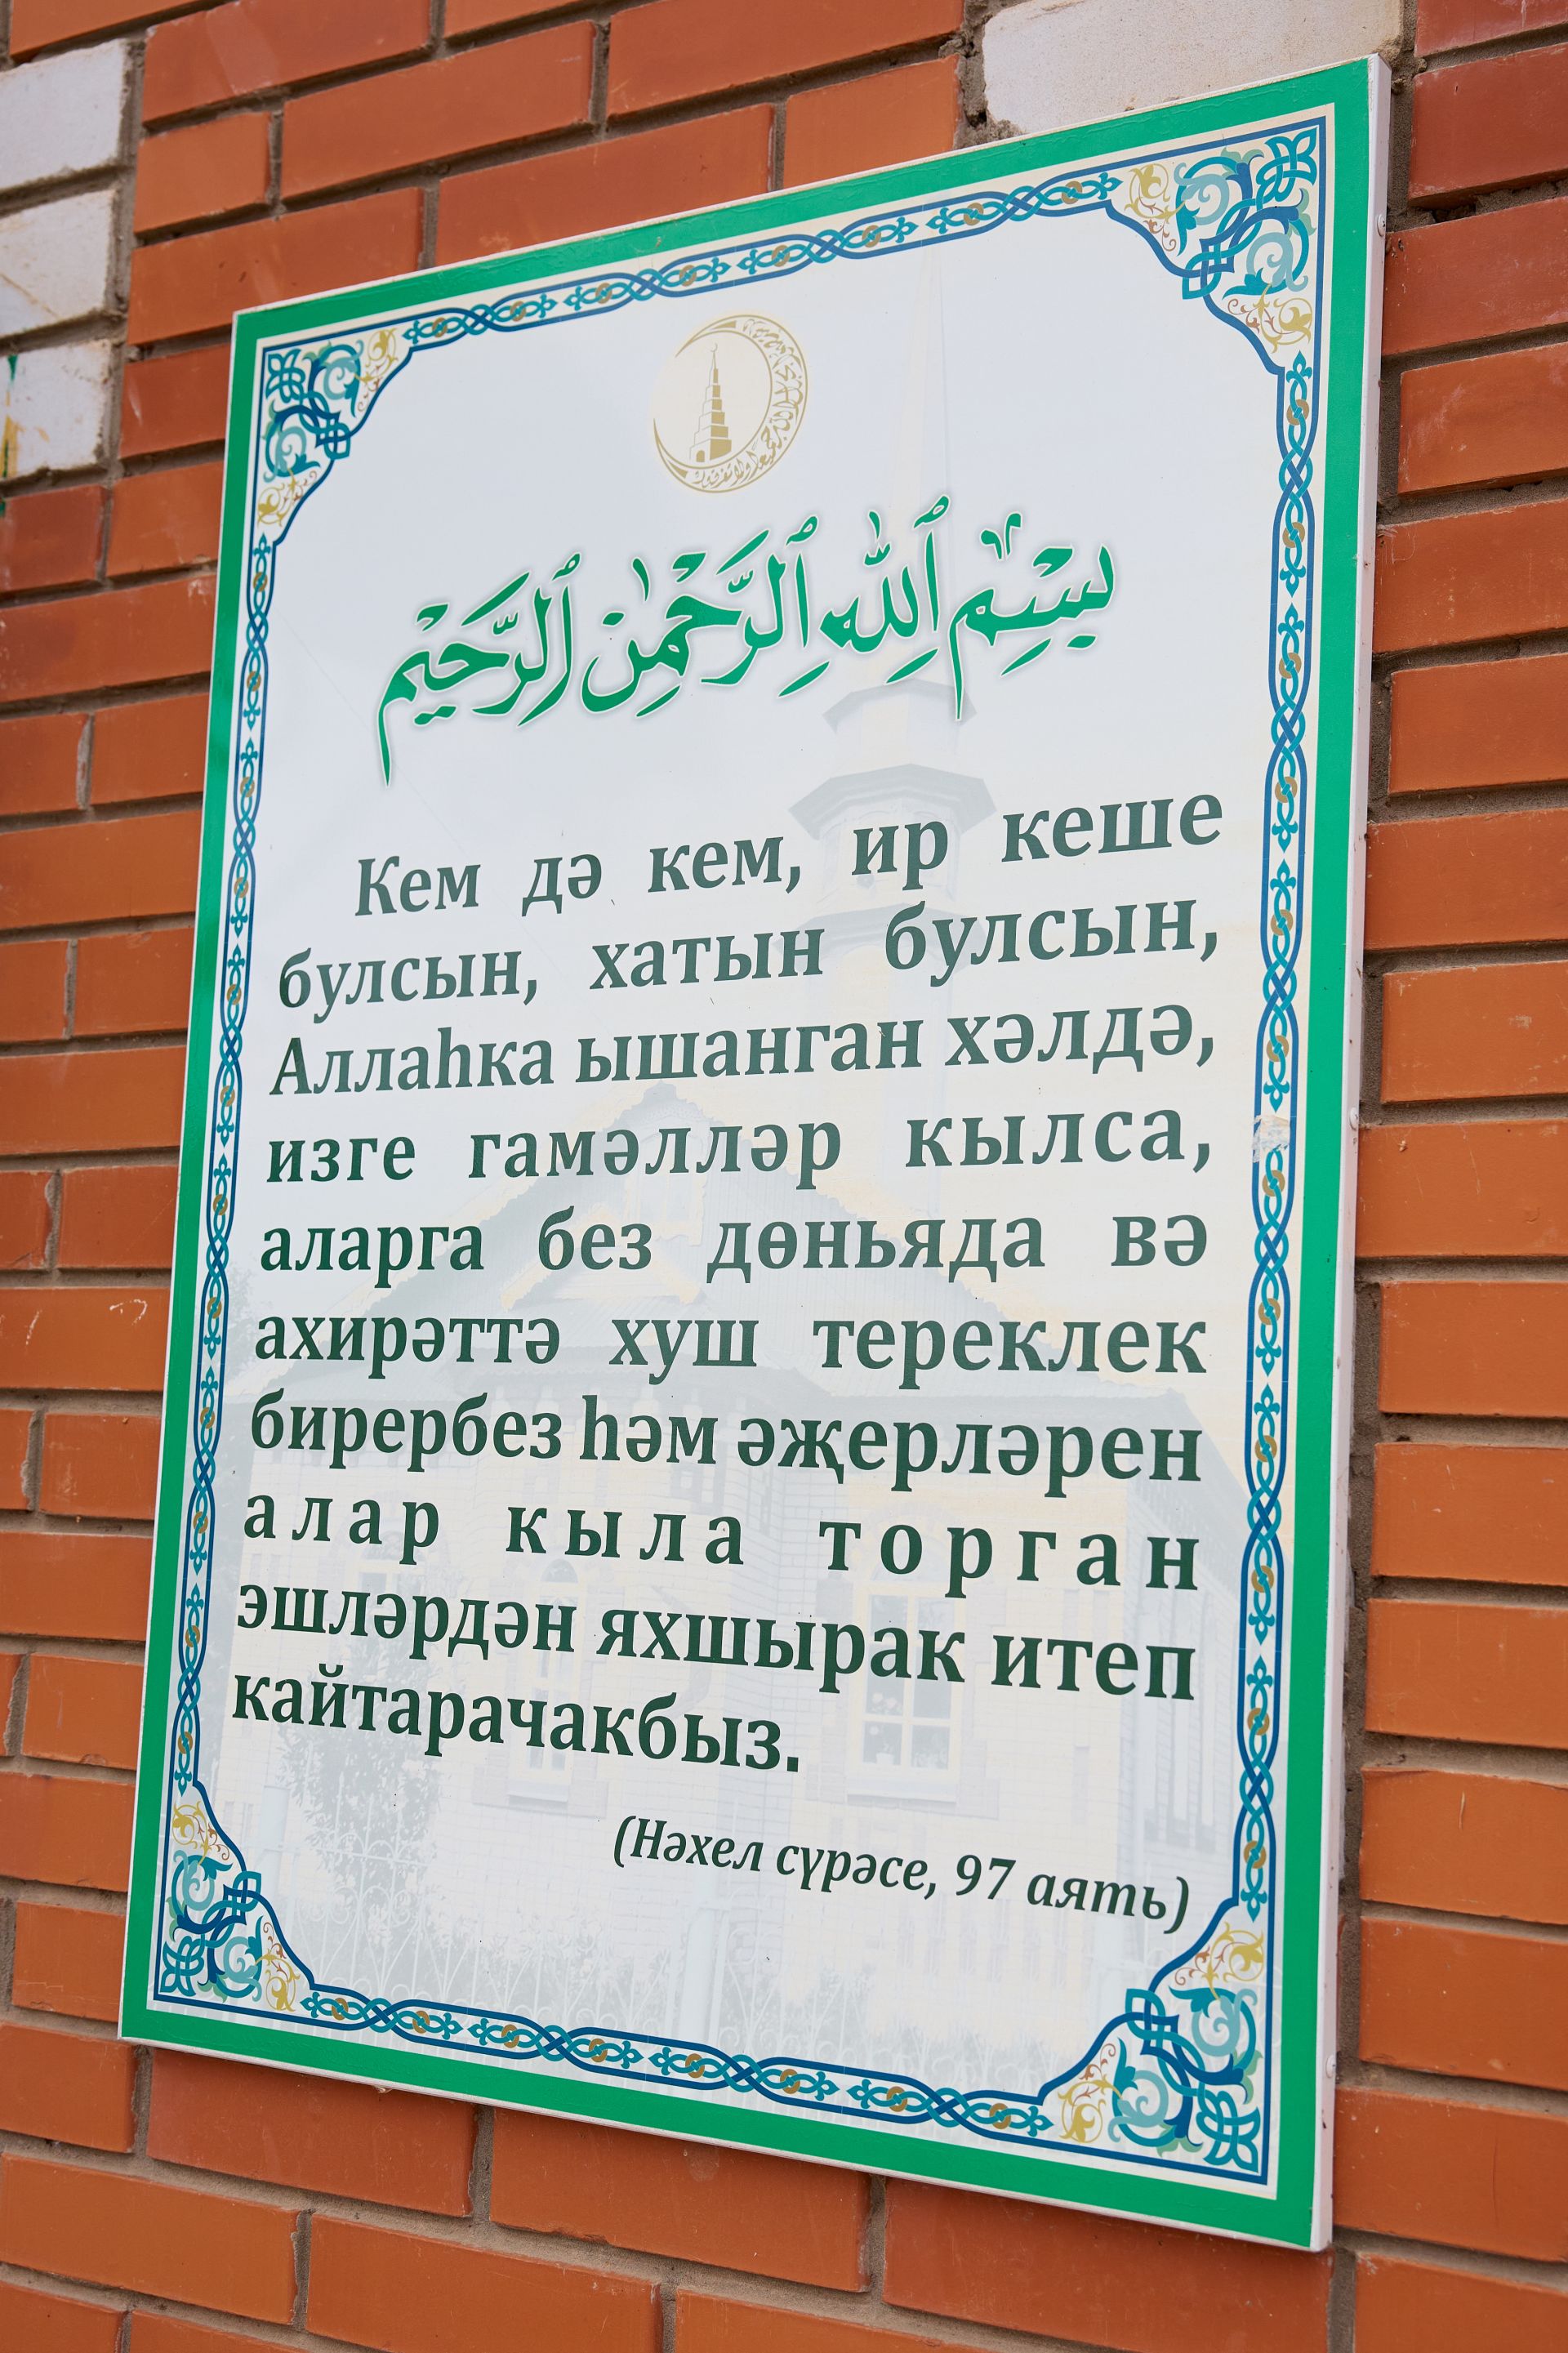 بِسْمِ ٱللَّهِ ٱلرَّحْمٰنِ ٱلرَّحِيمِ
Кем дә кем, ир кеше
булсын, хатын булсын,
Аллаһка ышанган хәлдә,
изге гамәлләр кылса,
аларга без дөньяда вә
ахирәттә хуш тереклек
бирербез һәм әҗерләрен
алар кыла торган
эшләрдән яхшырак итеп
кайтарачакбыз.
(Нәхел сүрәсе, 97 аять)